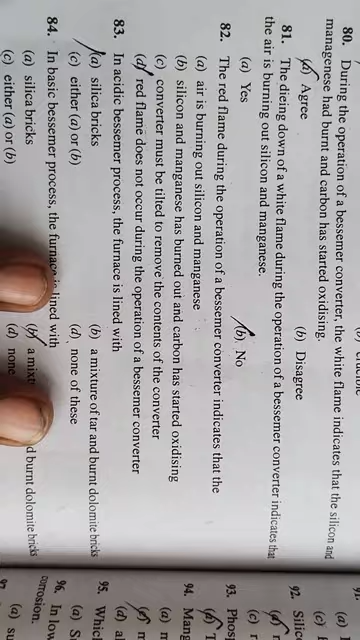 80. During the operation of a bessemer converter, the white flame indicates that the silicon and
managenese had burnt and carbon has started oxidising.
(a) Agree (b) Disagree
81. The dieing down of a white flame during the operation of a bessemer converter indicates that
the air is burning out silicon and manganese.
(a) Yes (b) No
82. The red flame during the operation of a bessemer converter indicates that the
(a) air is burning out silicon and manganese
(b) silicon and manganese has burned out and carbon has started oxidising
(c) converter must be tilted to remove the contents of the converter
(d) red flame does not occur during the operation of a bessemer converter
83. In acidic bessemer process, the furnace is lined with
(a) silica bricks (b) a mixture of tar and burnt dolomite bricks
(c) either (a) or (b) (d) none of these
84. In basic bessemer process, the furnace is lined with
(a) silica bricks (b) a mixt d burnt dolomite bricks
(c) either (a) or (b) (d) none
91.
(a)
(c)
92. Silic
(a)
(c)
93. Phos
(b) T
94. Mang
(a) m
(d) al
95. Which
(a) S
96. In low
corrosion.
(a) su
97.